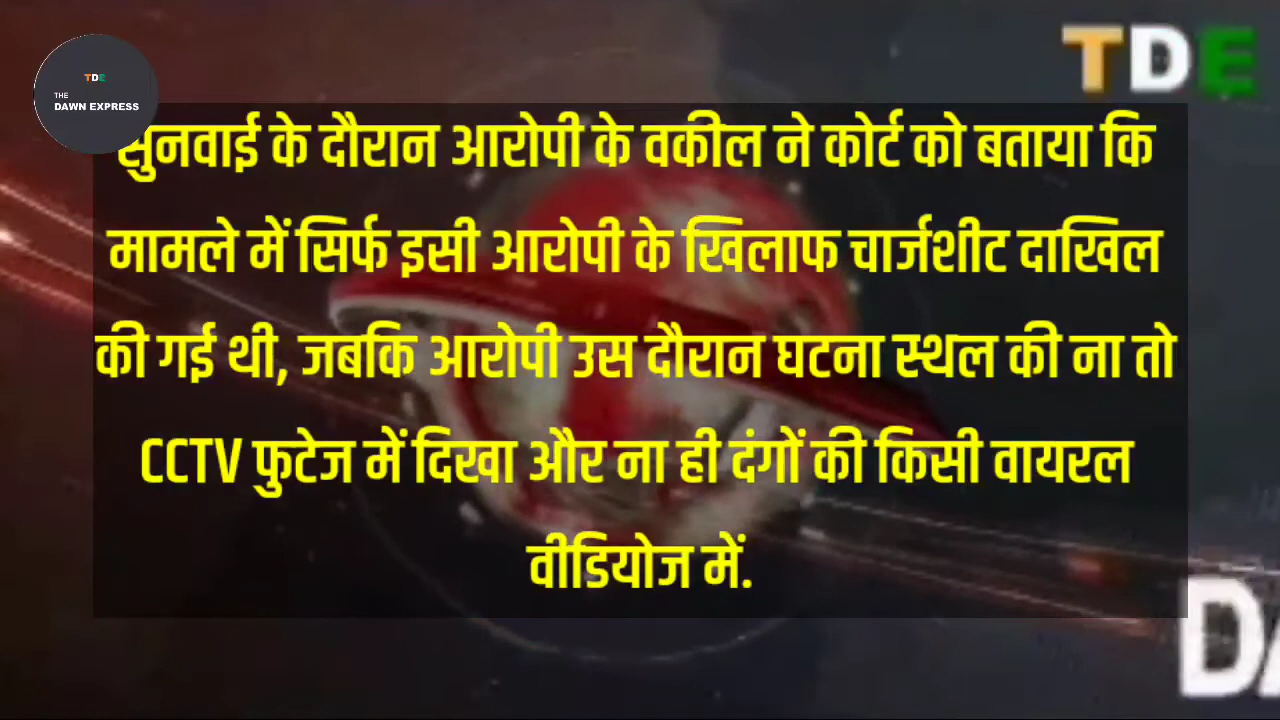 TDE
TDE
THE
DAWN EXPRESS
सुनवाई के दौरान आरोपी के वकील ने कोर्ट को बताया कि
मामले में सिर्फ इसी आरोपी के खिलाफ चार्जशीट दाखिल
की गई थी, जबकि आरोपी उस दौरान घटना स्थल की ना तो
CCTV फुटेज में दिखा और ना ही दंगों की किसी वायरल
वीडियोज में.